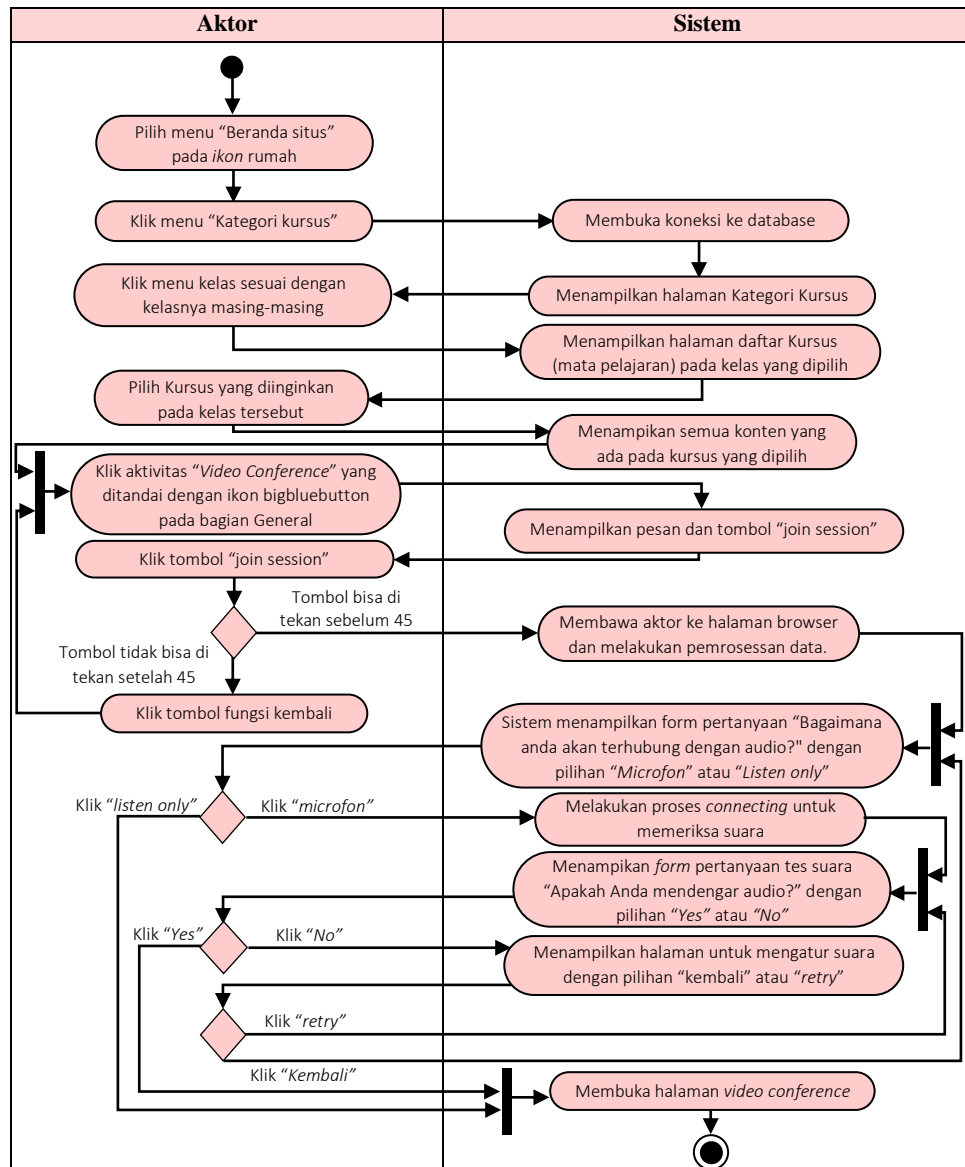 Aktor
Sistem
Pilih menu “Beranda situs”
pada ikon rumah
Klik menu “Kategori kursus”
Membuka koneksi ke database
Klik menu kelas sesuai dengan
kelasnya masing-masing
Menampilkan halaman Kategori Kursus
Menampilkan halaman daftar Kursus
(mata pelajaran) pada kelas yang dipilih
Pilih Kursus yang diinginkan
pada kelas tersebut
Menampikan semua konten yang
ada pada kursus yang dipilih
Klik aktivitas “Video Conference” yang
ditandai dengan ikon bigbluebutton
pada bagian General
Menampilkan pesan dan tombol “join session”
Klik tombol “join session”
Tombol bisa di
tekan sebelum 45
Membawa aktor ke halaman browser
dan melakukan pemrosessan data.
Tombol tidak bisa di
tekan setelah 45
Klik tombol fungsi kembali
Sistem menampilkan form pertanyaan “Bagaimana
anda akan terhubung dengan audio?" dengan
pilihan “Microfon” atau “Listen only”
Klik “listen only”
Klik “microfon”
Melakukan proses connecting untuk
memeriksa suara
Menampikan form pertanyaan tes suara
“Apakah Anda mendengar audio?” dengan
pilihan “Yes” atau “No”
Klik “Yes”
Klik “No”
Menampilkan halaman untuk mengatur suara
dengan pilihan “kembali” atau “retry”
Klik “retry”
Klik “Kembali”
Membuka halaman video conference